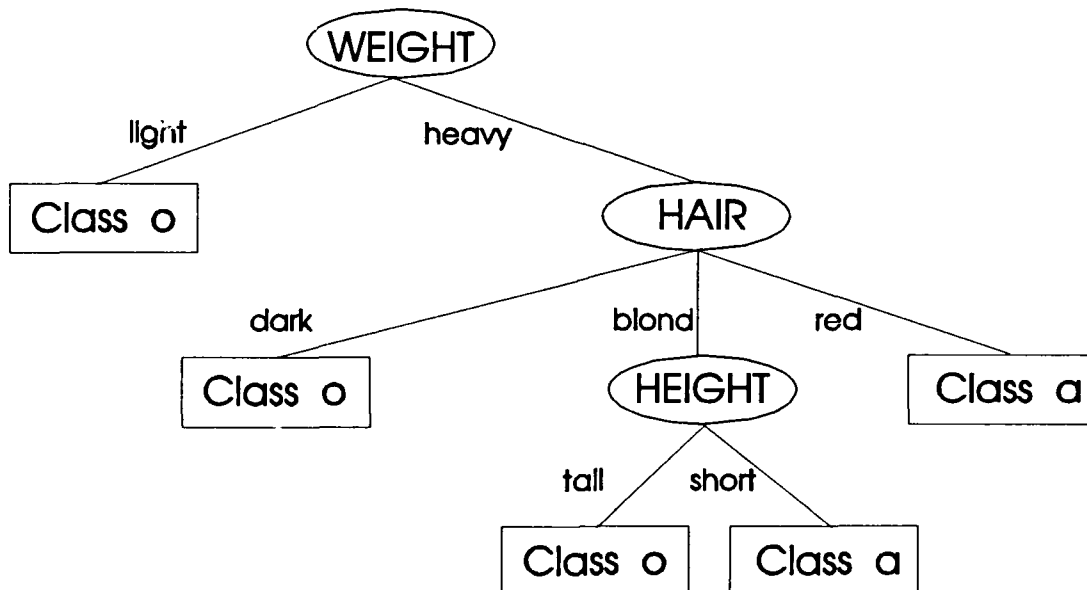 WEIGHT
light
heavy
Class o
HAIR
dark
blond
red
Class o
HEIGHT
Class a
tall
short
Class o
Class a